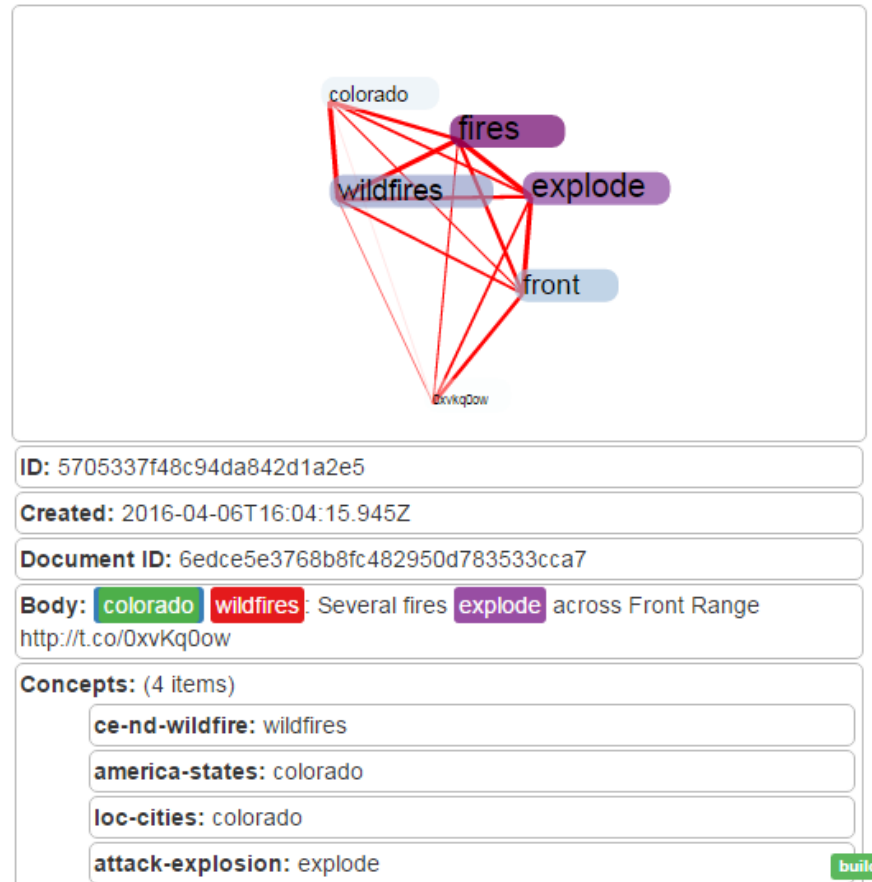 colorado
fires
wildfires
explode
front
0xvkq0ow
ID: 5705337f48c94da842d1a2e5
Created: 2016-04-06T16:04:15.945Z
Document ID: 6edce5e3768b8fc482950d783533cca7
Body: colorado wildfires: Several fires explode across Front Range
http://t.co/0xvKq0ow
Concepts: (4 items)
ce-nd-wildfire: wildfires
america-states: colorado
loc-cities: colorado
attack-explosion: explode